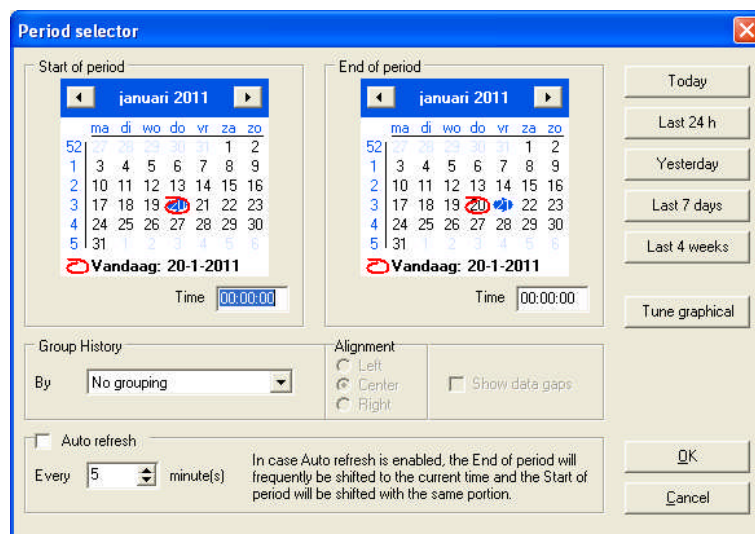 Period selector
Start of period
januari 2011
ma di wo do vr za zo
52 27 28 29 30 31 1 2
1 3 4 5 6 7 8 9
2 10 11 12 13 14 15 16
3 17 18 19 20 21 22 23
4 24 25 26 27 28 29 30
5 31 1 2 3 4 5 6
Vandaag: 20-1-2011
Time 00:00:00
End of period
januari 2011
ma di wo do vr za zo
52 27 28 29 30 31 1 2
1 3 4 5 6 7 8 9
2 10 11 12 13 14 15 16
3 17 18 19 20 21 22 23
4 24 25 26 27 28 29 30
5 31 1 2 3 4 5 6
Vandaag: 20-1-2011
Time 00:00:00
Today
Last 24 h
Yesterday
Last 7 days
Last 4 weeks
Tune graphical
Group History
By No grouping
Alignment
Left
Center
Right
Show data gaps
Auto refresh
Every 5 minute(s)
In case Auto refresh is enabled, the End of period will
frequently be shifted to the current time and the Start of
period will be shifted with the same portion.
OK
Cancel